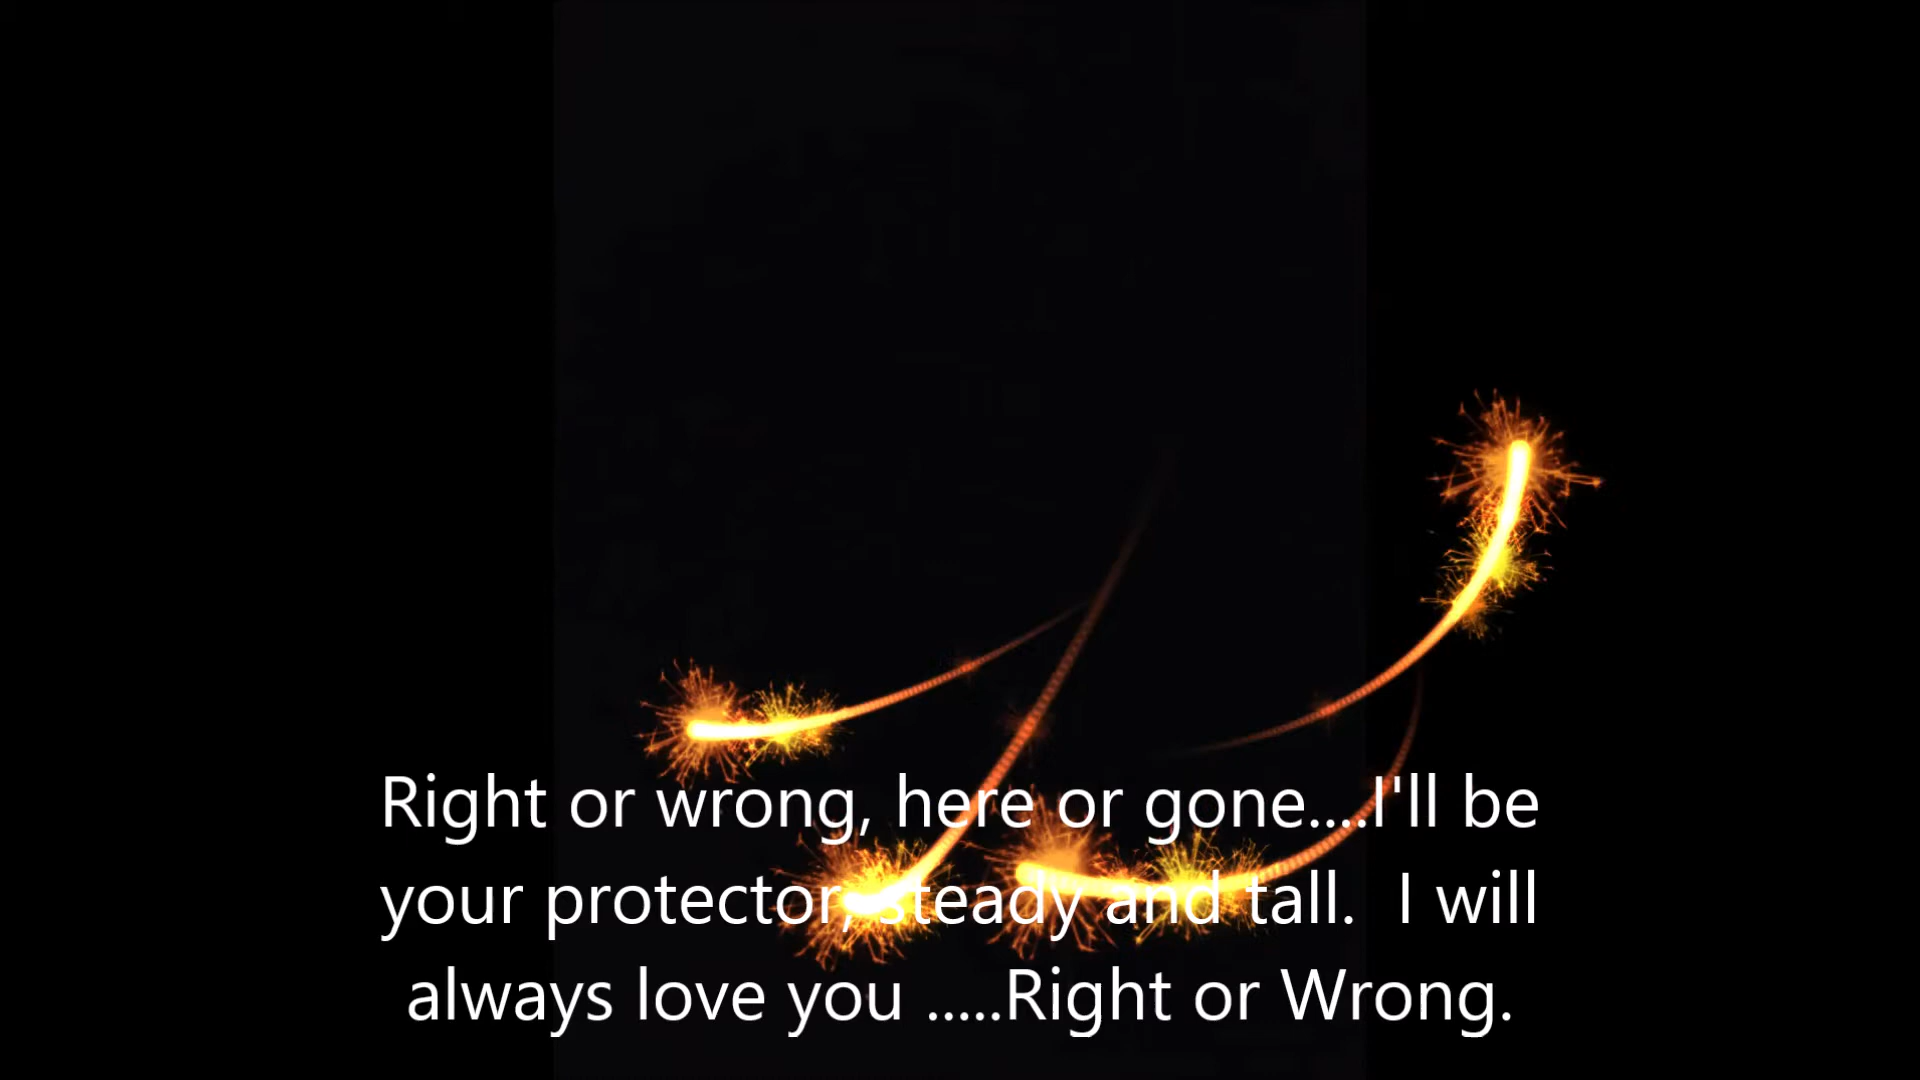 Right or wrong, here or gone....I'll be
your protector, steady and tall.  I will
always love you .....Right or Wrong.